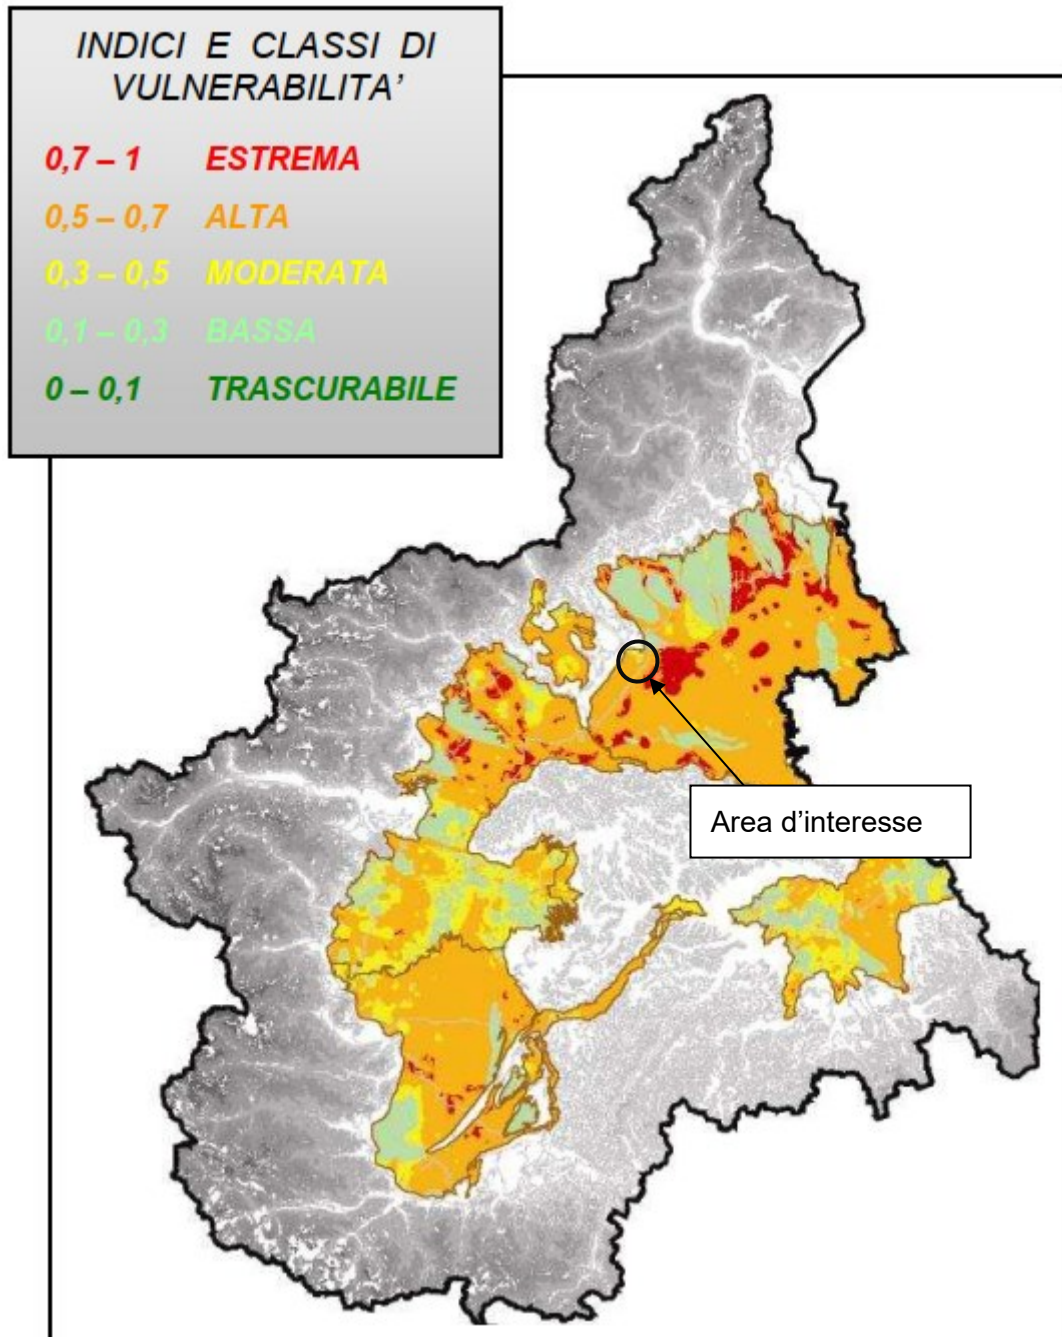 INDICI E CLASSI DI
VULNERABILITA’
0,7 – 1 ESTREMA
0,5 – 0,7 ALTA
0,3 – 0,5 MODERATA
0,1 – 0,3 BASSA
0 – 0,1 TRASCURABILE
Area d’interesse